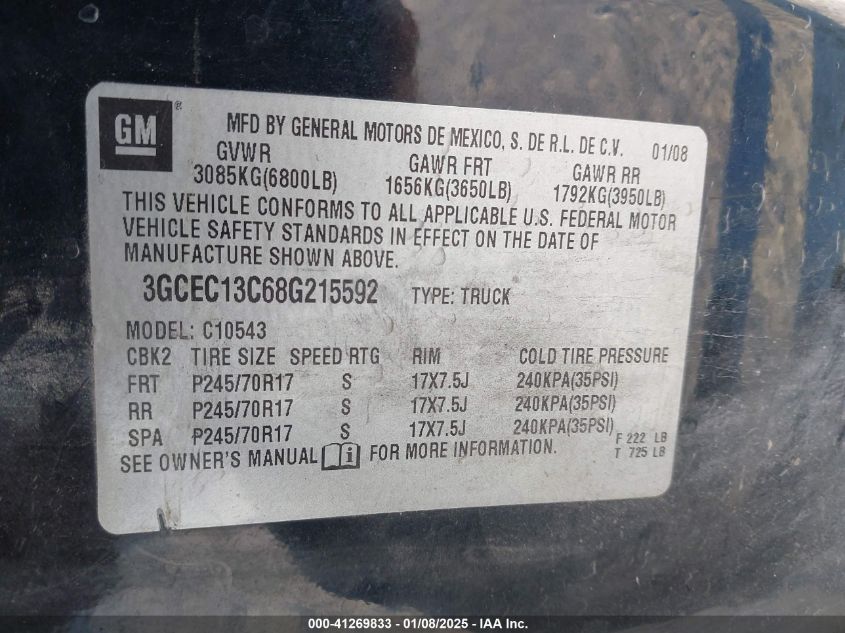 GM ®
MFD BY GENERAL MOTORS DE MEXICO, S. DE R.L. DE C.V. 01/08
GVWR GAWR FRT GAWR RR
3085KG(6800LB) 1656KG(3650LB) 1792KG(3950LB)
THIS VEHICLE CONFORMS TO ALL APPLICABLE U.S. FEDERAL MOTOR
VEHICLE SAFETY STANDARDS IN EFFECT ON THE DATE OF
MANUFACTURE SHOWN ABOVE.
3GCEC13C68G215592 TYPE: TRUCK
MODEL: C10543
CBK2 TIRE SIZE SPEED RTG RIM COLD TIRE PRESSURE
FRT P245/70R17 S 17X7.5J 240KPA(35PSI)
RR P245/70R17 S 17X7.5J 240KPA(35PSI)
SPA P245/70R17 S 17X7.5J 240KPA(35PSI) F 222 LB
SEE OWNER'S MANUAL i FOR MORE INFORMATION. T 725 LB
000-41269833 - 01/08/2025 - IAA Inc.